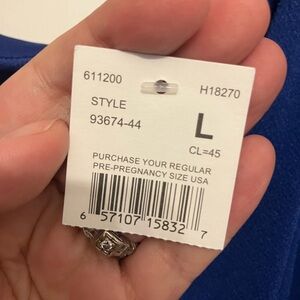 611200 H18270
STYLE
93674-44
L
CL=45
PURCHASE YOUR REGULAR
PRE-PREGNANCY SIZE USA
6 57107 15832 7